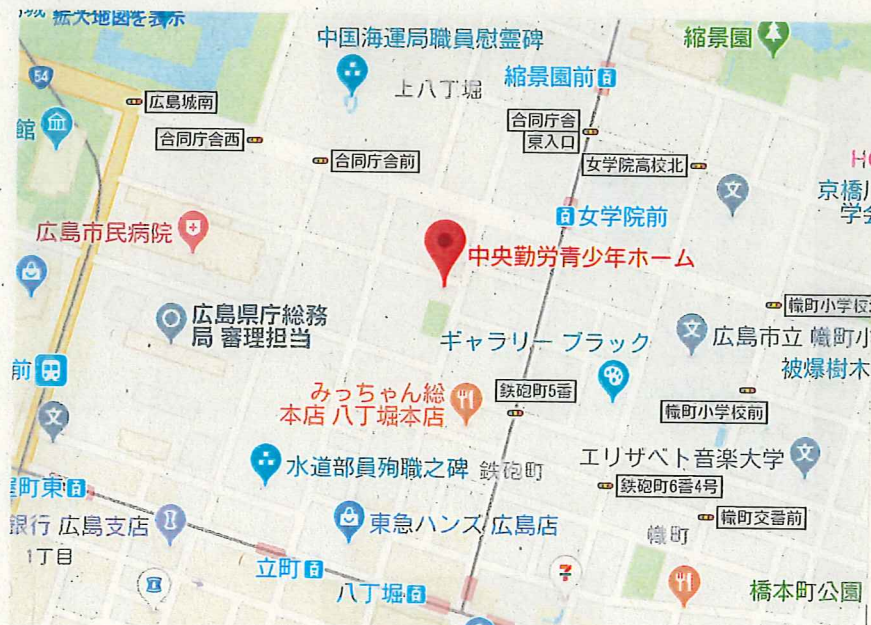 拡大地図を表示
中国海運局職員慰霊碑
縮景園
54
上八丁堀
縮景園前
広島城南
館
合同庁舎西
合同庁舎前
合同庁舎
東入口
女学院高校北
文
京橋川
学会
女学院前
広島市民病院
中央勤労青少年ホーム
広島県庁総務
局 審理担当
幟町小学校
文
広島市立 幟町小
ギャラリー ブラック
被爆樹木
前
みっちゃん総
本店 八丁堀本店
鉄砲町5番
幟町小学校前
文
水道部員殉職之碑
鉄砲町
エリザベト音楽大学
文
鉄砲町6番4号
屋町東
銀行 広島支店
東急ハンズ 広島店
幟町交番前
幟町
1丁目
立町
八丁堀
7
橋本町公園